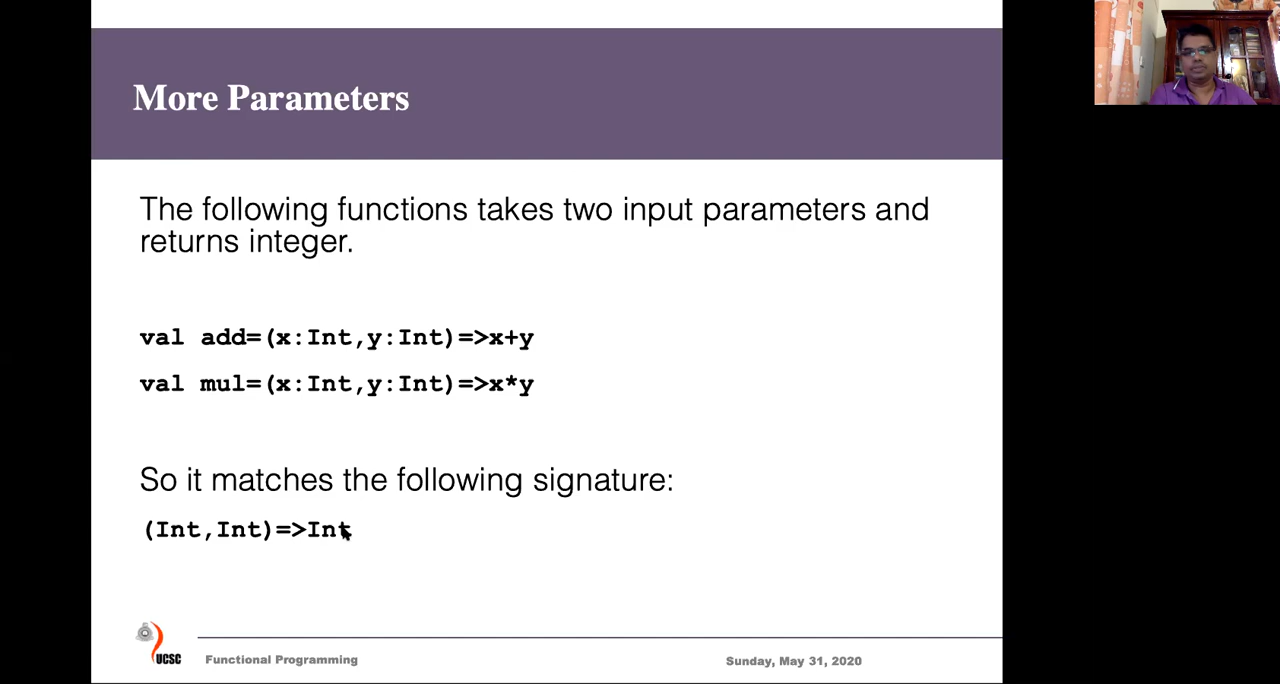 More Parameters
The following functions takes two input parameters and
returns integer.
val add=(x:Int,y:Int)=>x+y
val mul=(x:Int,y:Int)=>x*y
So it matches the following signature:
(Int,Int)=>Int
UCSC
Functional Programming
Sunday, May 31, 2020